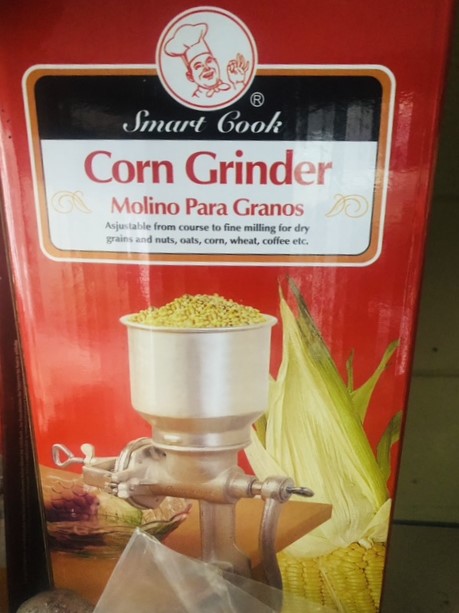 ®
Smart Cook
Corn Grinder
Molino Para Granos
Asjustable from course to fine milling for dry
grains and nuts, oats, corn, wheat, coffee etc.